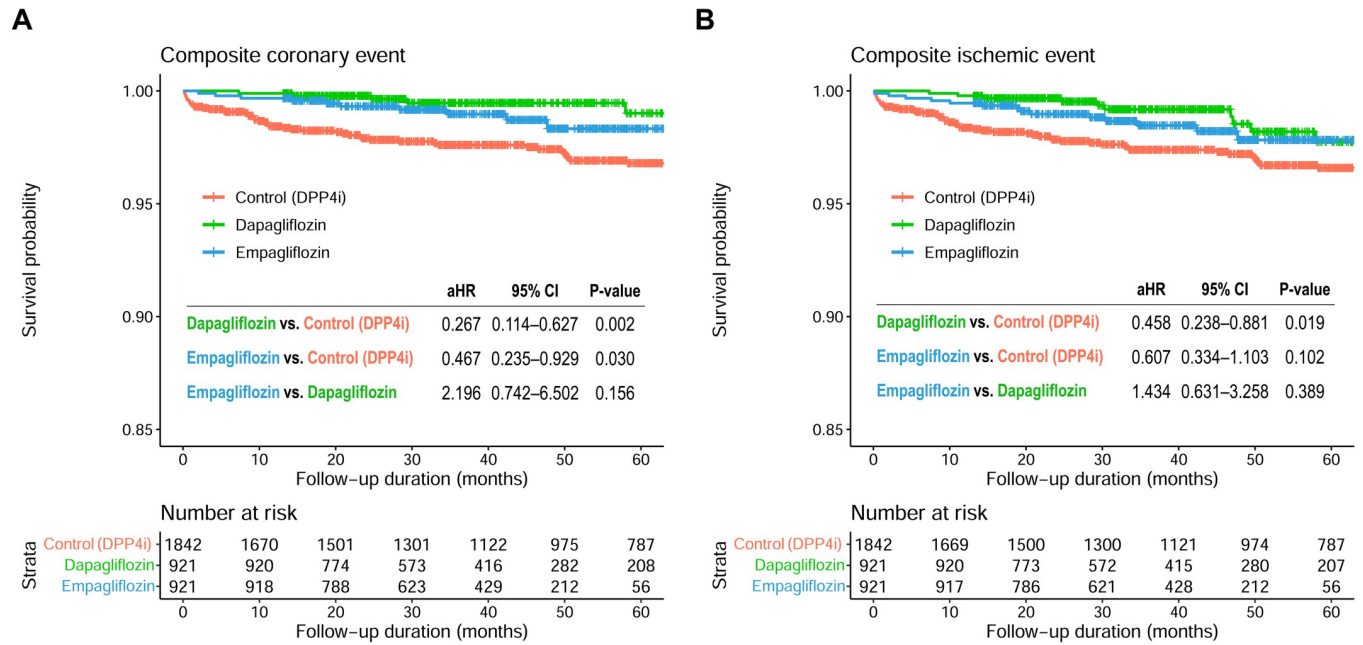 A
Composite coronary event
Survival probability
1.00
0.95
0.90
0.85
Control (DPP4i)
Dapagliflozin
Empagliflozin
aHR 95% CI P-value
Dapagliflozin vs. Control (DPP4i) 0.267 0.114–0.627 0.002
Empagliflozin vs. Control (DPP4i) 0.467 0.235–0.929 0.030
Empagliflozin vs. Dapagliflozin 2.196 0.742–6.502 0.156
0 10 20 30 40 50 60
Follow−up duration (months)
Number at risk
Strata
Control (DPP4i) 1842 1670 1501 1301 1122 975 787
Dapagliflozin 921 920 774 573 416 282 208
Empagliflozin 921 918 788 623 429 212 56
0 10 20 30 40 50 60
Follow−up duration (months)
B
Composite ischemic event
Survival probability
1.00
0.95
0.90
0.85
Control (DPP4i)
Dapagliflozin
Empagliflozin
aHR 95% CI P-value
Dapagliflozin vs. Control (DPP4i) 0.458 0.238–0.881 0.019
Empagliflozin vs. Control (DPP4i) 0.607 0.334–1.103 0.102
Empagliflozin vs. Dapagliflozin 1.434 0.631–3.258 0.389
0 10 20 30 40 50 60
Follow−up duration (months)
Number at risk
Strata
Control (DPP4i) 1842 1669 1500 1300 1121 974 787
Dapagliflozin 921 920 773 572 415 280 207
Empagliflozin 921 917 786 621 428 212 56
0 10 20 30 40 50 60
Follow−up duration (months)